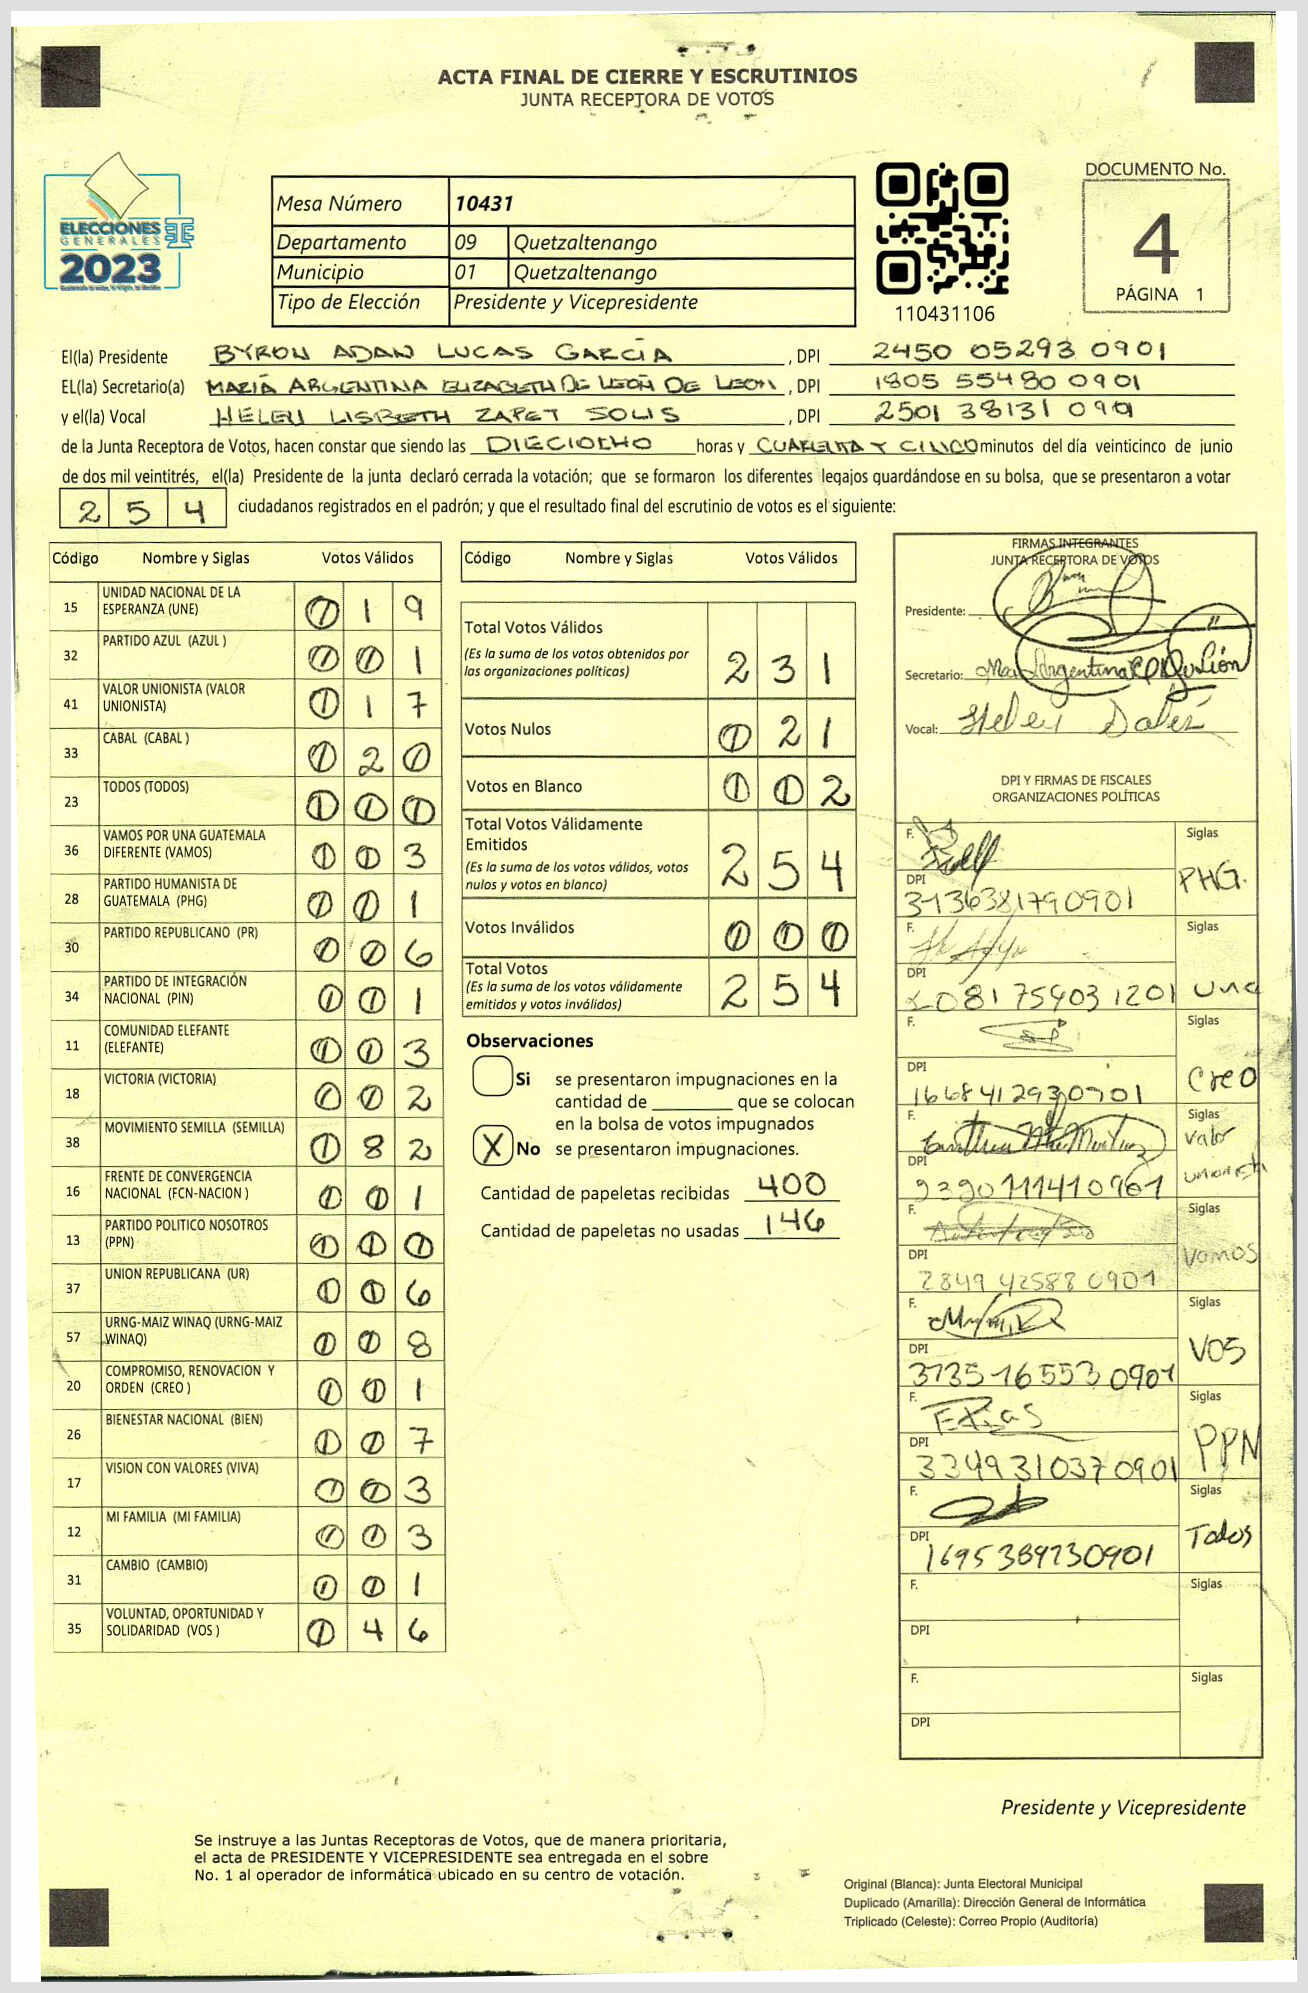 ACTA FINAL DE CIERRE Y ESCRUTINIOS
JUNTA RECEPTORA DE VOTOS
ELECCIONES
GENERALES
2023
Mesa Número 10431
Departamento 09 Quetzaltenango
Municipio 01 Quetzaltenango
Tipo de Elección Presidente y Vicepresidente
110431106
DOCUMENTO No.
4
PÁGINA 1
El(la) Presidente BYRON ADAN LUCAS GARCÍA, DPI 2450 05293 0901
EL(la) Secretario(a) MARÍA ARGENTINA ELIZABETH DE LEÓN DE LEON, DPI 1805 55480 0901
y el(la) Vocal HELEN LISBETH ZAPET SOLIS, DPI 2501 38131 0901
de la Junta Receptora de Votos, hacen constar que siendo las DIECIOCHO horas y CUARENTA Y CINCO minutos del día veinticinco de junio
de dos mil veintitrés, el(la) Presidente de la junta declaró cerrada la votación; que se formaron los diferentes legajos guardándose en su bolsa, que se presentaron a votar
254 ciudadanos registrados en el padrón; y que el resultado final del escrutinio de votos es el siguiente:
Código Nombre y Siglas Votos Válidos
15 UNIDAD NACIONAL DE LA ESPERANZA (UNE) 0 1 9
32 PARTIDO AZUL (AZUL ) 0 0 1
41 VALOR UNIONISTA (VALOR UNIONISTA) 0 1 7
33 CABAL (CABAL ) 0 2 0
23 TODOS (TODOS) 0 0 0
36 VAMOS POR UNA GUATEMALA DIFERENTE (VAMOS) 0 0 3
28 PARTIDO HUMANISTA DE GUATEMALA (PHG) 0 0 1
30 PARTIDO REPUBLICANO (PR) 0 0 6
34 PARTIDO DE INTEGRACIÓN NACIONAL (PIN) 0 0 1
11 COMUNIDAD ELEFANTE (ELEFANTE) 0 0 3
18 VICTORIA (VICTORIA) 0 0 2
38 MOVIMIENTO SEMILLA (SEMILLA) 0 8 2
16 FRENTE DE CONVERGENCIA NACIONAL (FCN-NACION ) 0 0 1
13 PARTIDO POLITICO NOSOTROS (PPN) 0 0 0
37 UNION REPUBLICANA (UR) 0 0 6
57 URNG-MAIZ WINAQ (URNG-MAIZ WINAQ) 0 0 8
20 COMPROMISO, RENOVACION Y ORDEN (CREO ) 0 0 1
26 BIENESTAR NACIONAL (BIEN) 0 0 7
17 VISION CON VALORES (VIVA) 0 0 3
12 MI FAMILIA (MI FAMILIA) 0 0 3
31 CAMBIO (CAMBIO) 0 0 1
35 VOLUNTAD, OPORTUNIDAD Y SOLIDARIDAD (VOS ) 0 4 6
Código Nombre y Siglas Votos Válidos
Total Votos Válidos 2 3 1
(Es la suma de los votos obtenidos por
las organizaciones políticas)
Votos Nulos 0 2 1
Votos en Blanco 0 0 2
Total Votos Válidamente
Emitidos 2 5 4
(Es la suma de los votos válidos, votos
nulos y votos en blanco)
Votos Inválidos 0 0 0
Total Votos 2 5 4
(Es la suma de los votos válidamente
emitidos y votos inválidos)
Observaciones
Si se presentaron impugnaciones en la
cantidad de ________ que se colocan
en la bolsa de votos impugnados
X No se presentaron impugnaciones.
Cantidad de papeletas recibidas 400
Cantidad de papeletas no usadas 146
FIRMAS INTEGRANTES
JUNTA RECEPTORA DE VOTOS
Presidente:
Secretario:
Vocal: Helen
DPI Y FIRMAS DE FISCALES
ORGANIZACIONES POLÍTICAS
F. Siglas PHG.
DPI 313638179 0901
F. Siglas Une
DPI 2081 75903 1201
F. Siglas Creo
DPI 1668412930901
F. Siglas Valor Unionista
DPI
F. Siglas Vamos
DPI 2849 42588 0901
F. Siglas VOS
DPI 3735 16553 0901
F. Elias Siglas PPN
DPI 3349310370901
F. Siglas Todos
DPI 1695389730901
F. Siglas
DPI
F. Siglas
DPI
Presidente y Vicepresidente
Se instruye a las Juntas Receptoras de Votos, que de manera prioritaria,
el acta de PRESIDENTE Y VICEPRESIDENTE sea entregada en el sobre
No. 1 al operador de informática ubicado en su centro de votación.
Original (Blanca): Junta Electoral Municipal
Duplicado (Amarilla): Dirección General de Informática
Triplicado (Celeste): Correo Propio (Auditoría)